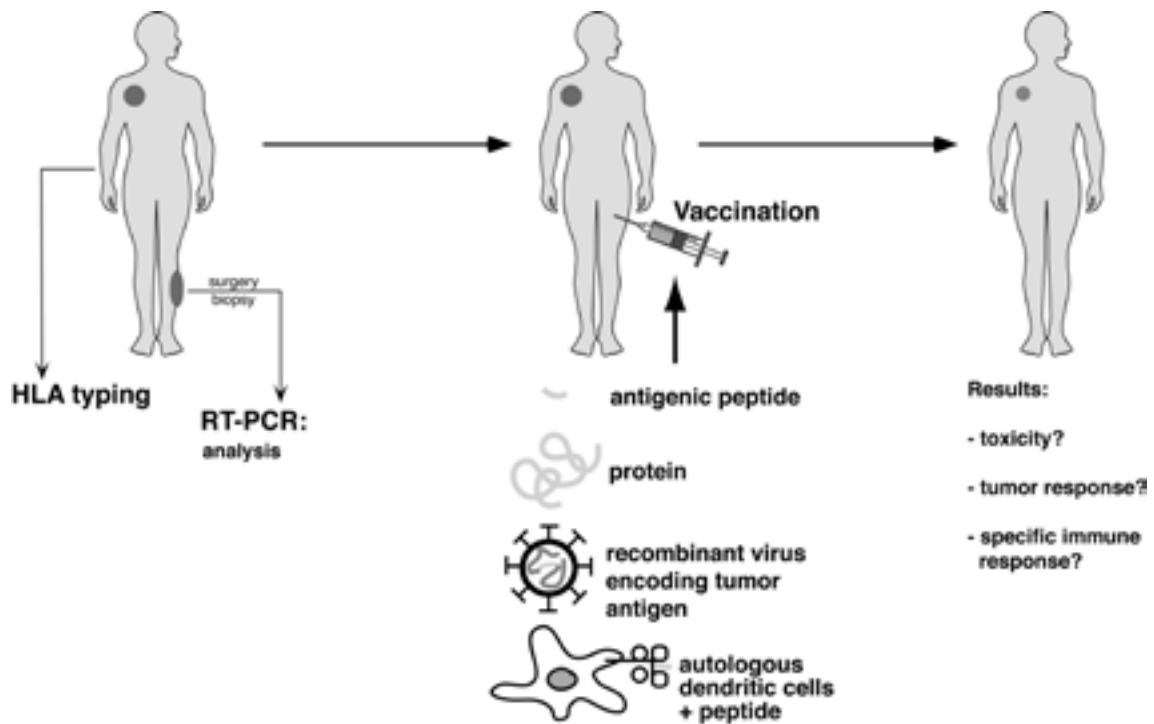 surgery
biopsy
HLA typing
RT-PCR:
analysis
Vaccination
antigenic peptide
protein
recombinant virus
encoding tumor
antigen
autologous
dendritic cells
+ peptide
Results:
- toxicity?
- tumor response?
- specific immune
response?